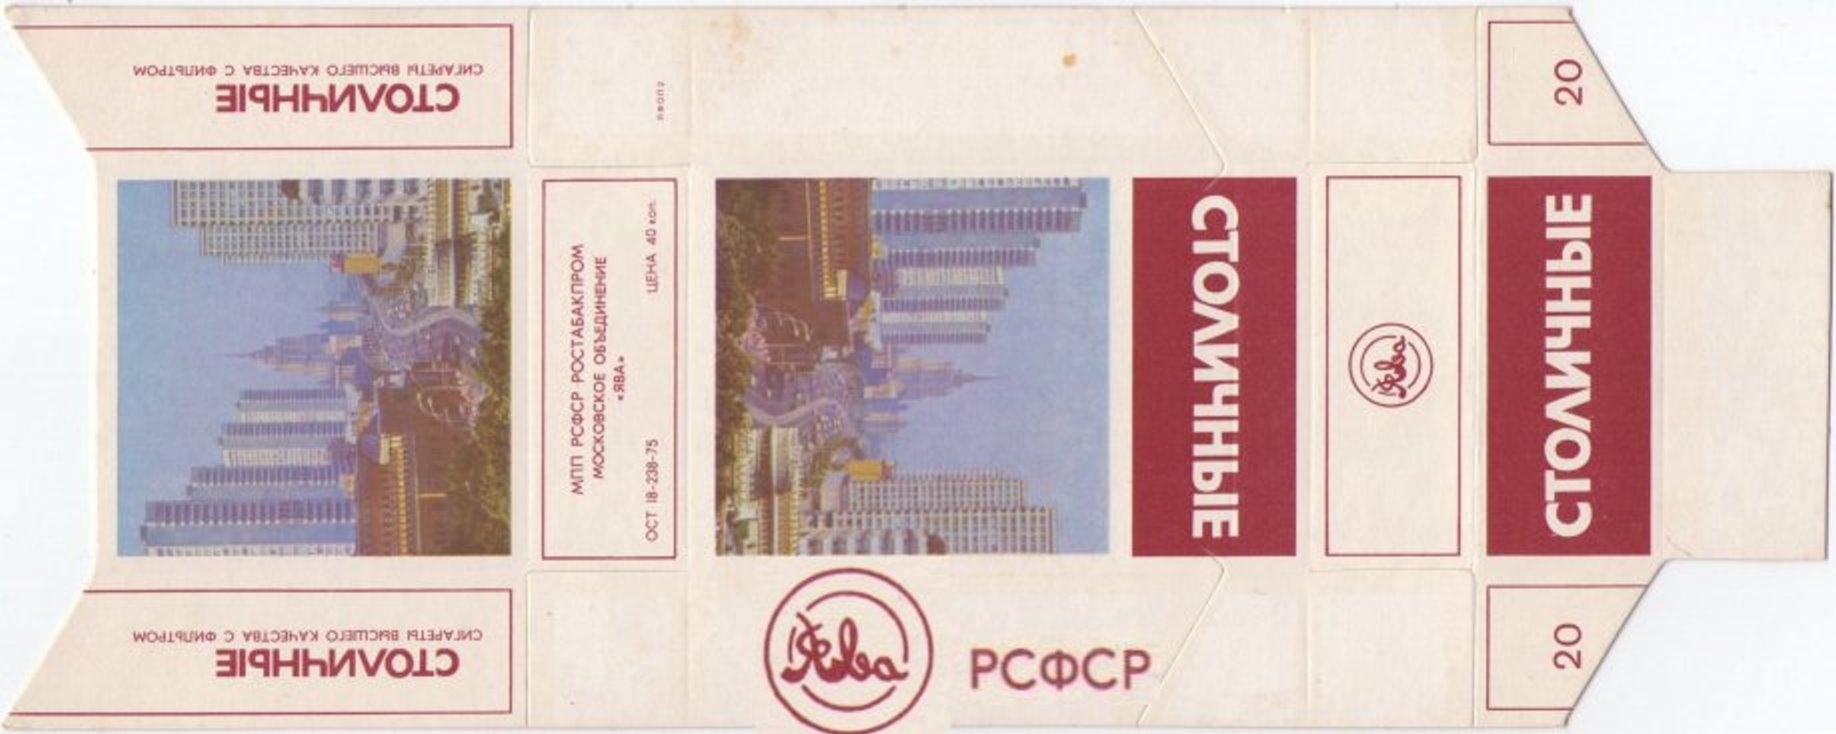 СИГАРЕТЫ ВЫСШЕГО КАЧЕСТВА С ФИЛЬТРОМ
СТОЛИЧНЫЕ
МПП РСФСР РОСТАБАКПРОМ
МОСКОВСКОЕ ОБЪЕДИНЕНИЕ
«ЯВА»
ОСТ 18-238-75 ЦЕНА 40 коп.
СТОЛИЧНЫЕ
Ява
СТОЛИЧНЫЕ
20
СИГАРЕТЫ ВЫСШЕГО КАЧЕСТВА С ФИЛЬТРОМ
СТОЛИЧНЫЕ
Ява
РСФСР
20